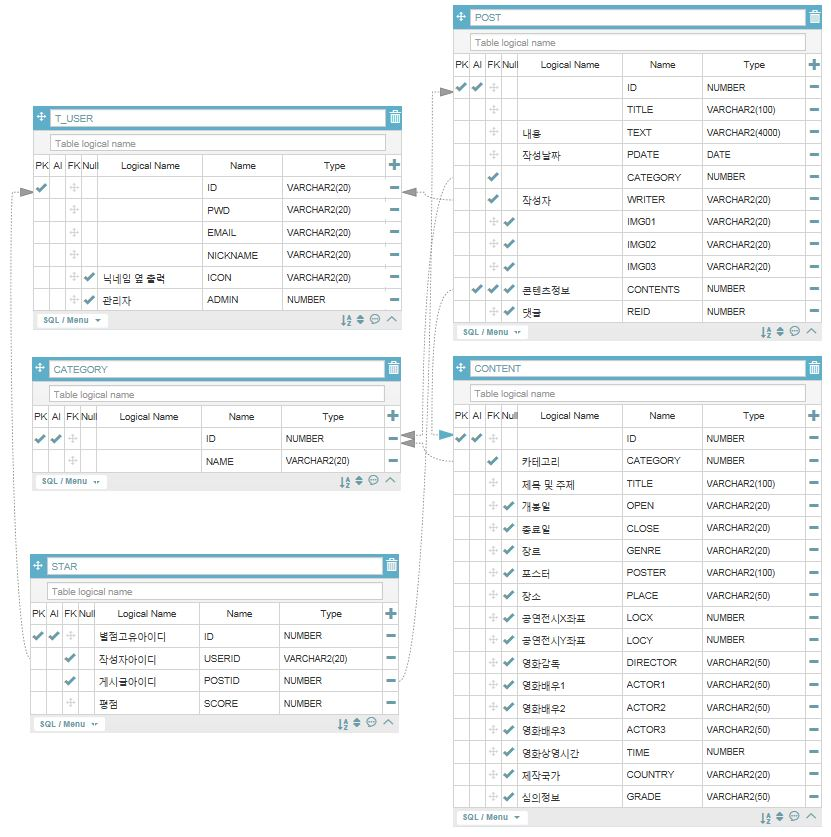 T_USER
Table logical name
PK AI FK Null Logical Name Name Type
ID VARCHAR2(20)
PWD VARCHAR2(20)
EMAIL VARCHAR2(20)
NICKNAME VARCHAR2(20)
닉네임 옆 출력 ICON VARCHAR2(20)
관리자 ADMIN NUMBER
SQL / Menu
CATEGORY
Table logical name
PK AI FK Null Logical Name Name Type
ID NUMBER
NAME VARCHAR2(20)
SQL / Menu
STAR
Table logical name
PK AI FK Null Logical Name Name Type
별점고유아이디 ID NUMBER
작성자아이디 USERID VARCHAR2(20)
게시글아이디 POSTID NUMBER
평점 SCORE NUMBER
SQL / Menu
POST
Table logical name
PK AI FK Null Logical Name Name Type
ID NUMBER
TITLE VARCHAR2(100)
내용 TEXT VARCHAR2(4000)
작성날짜 PDATE DATE
CATEGORY NUMBER
작성자 WRITER VARCHAR2(20)
IMG01 VARCHAR2(20)
IMG02 VARCHAR2(20)
IMG03 VARCHAR2(20)
콘텐츠정보 CONTENTS NUMBER
댓글 REID NUMBER
SQL / Menu
CONTENT
Table logical name
PK AI FK Null Logical Name Name Type
ID NUMBER
카테고리 CATEGORY NUMBER
제목 및 주제 TITLE VARCHAR2(100)
개봉일 OPEN VARCHAR2(20)
종료일 CLOSE VARCHAR2(20)
장르 GENRE VARCHAR2(20)
포스터 POSTER VARCHAR2(100)
장소 PLACE VARCHAR2(50)
공연전시X좌표 LOCX NUMBER
공연전시Y좌표 LOCY NUMBER
영화감독 DIRECTOR VARCHAR2(50)
영화배우1 ACTOR1 VARCHAR2(50)
영화배우2 ACTOR2 VARCHAR2(50)
영화배우3 ACTOR3 VARCHAR2(50)
영화상영시간 TIME NUMBER
제작국가 COUNTRY VARCHAR2(20)
심의정보 GRADE VARCHAR2(50)
SQL / Menu